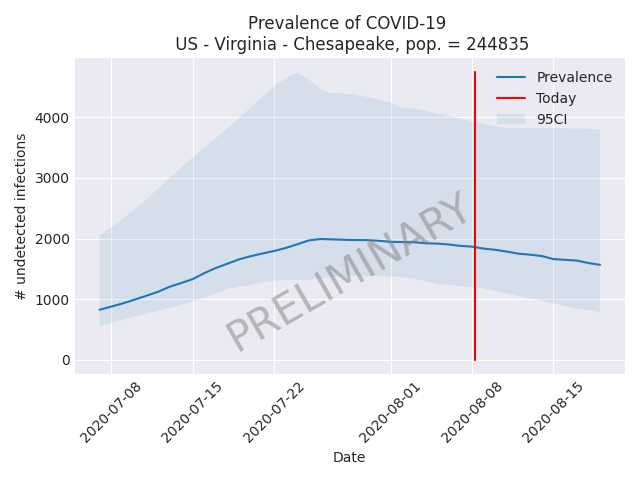 Prevalence of COVID-19
US - Virginia - Chesapeake, pop. = 244835
Prevalence
Today
95CI
4000
3000
2000
1000
0
# undetected infections
PRELIMINARY
2020-07-08
2020-07-15
2020-07-22
2020-08-01
2020-08-08
2020-08-15
Date